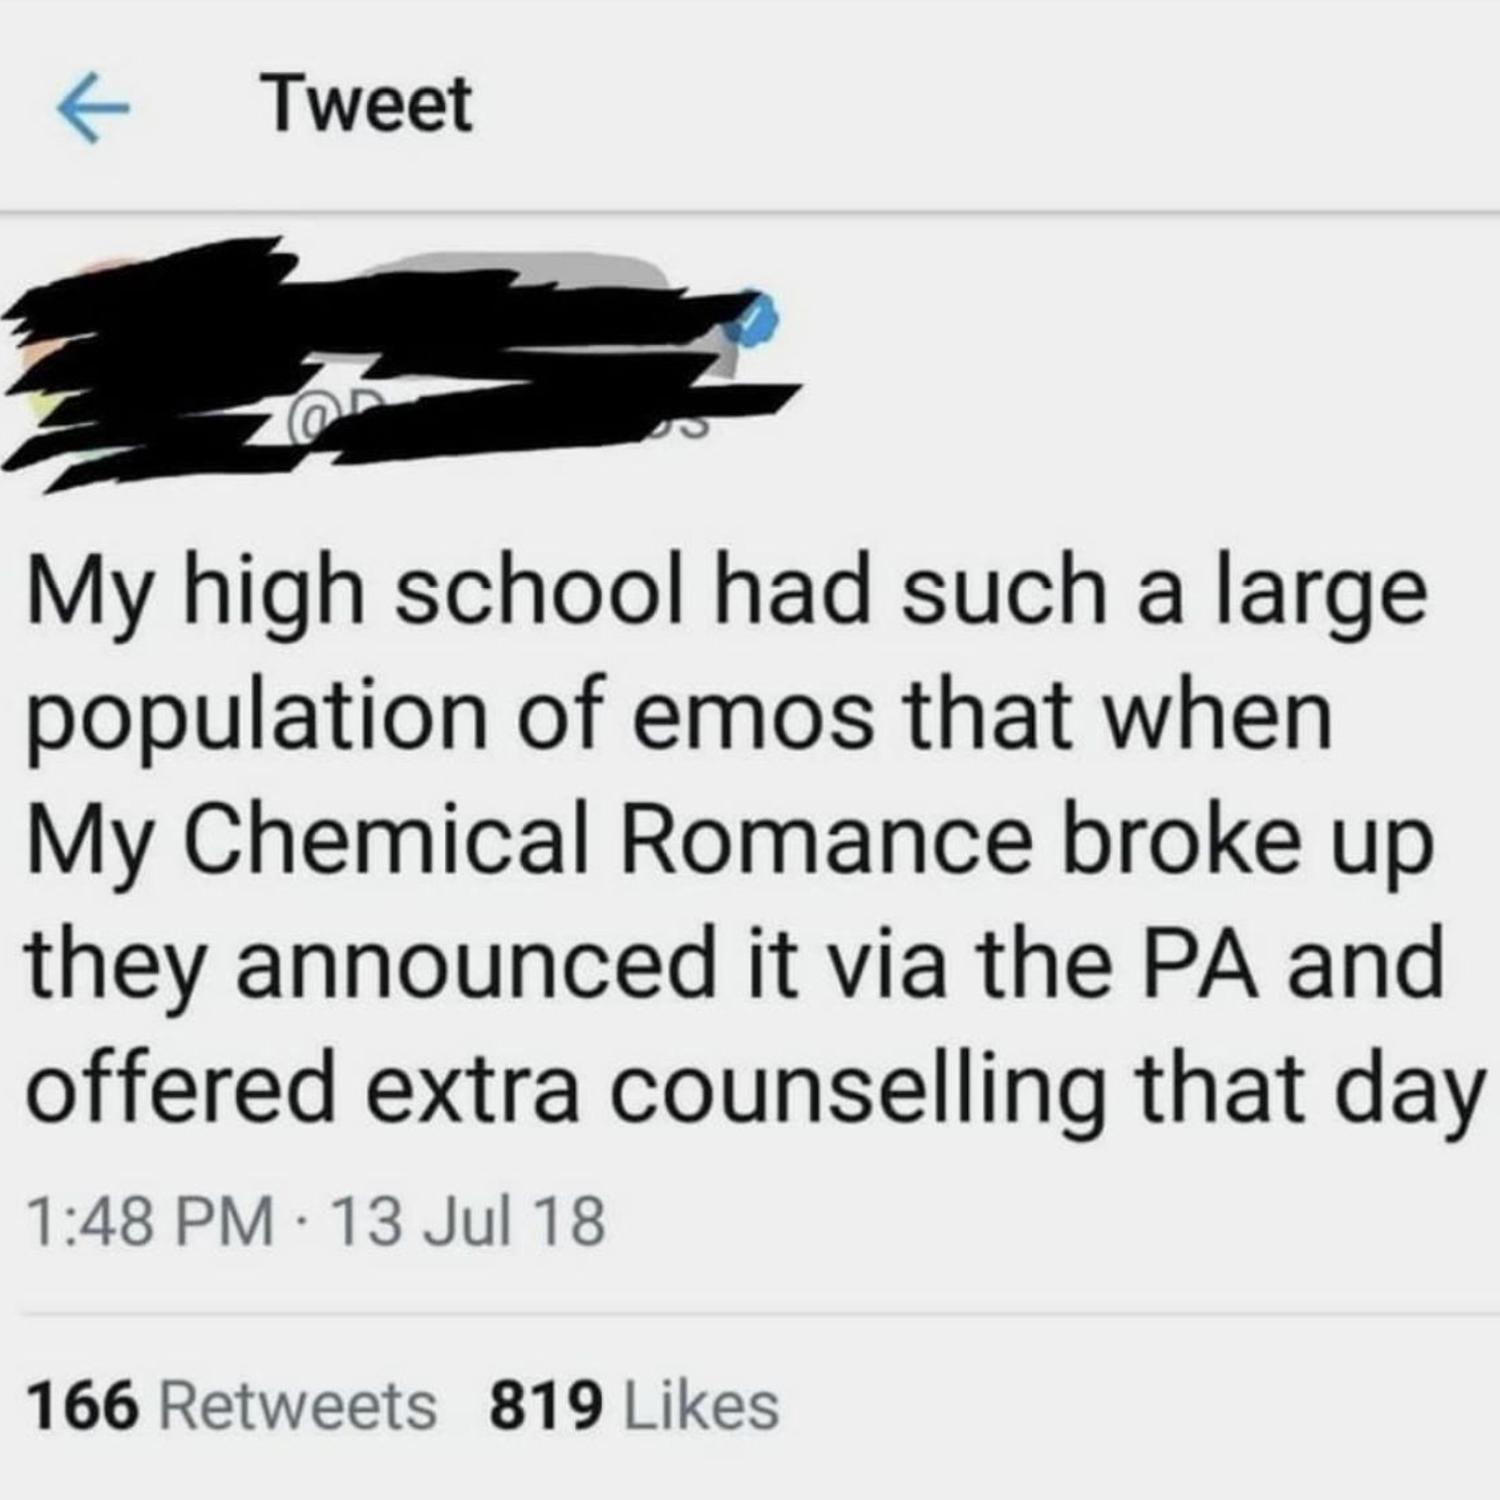 Tweet
My high school had such a large
population of emos that when
My Chemical Romance broke up
they announced it via the PA and
offered extra counselling that day
1:48 PM · 13 Jul 18
166 Retweets 819 Likes